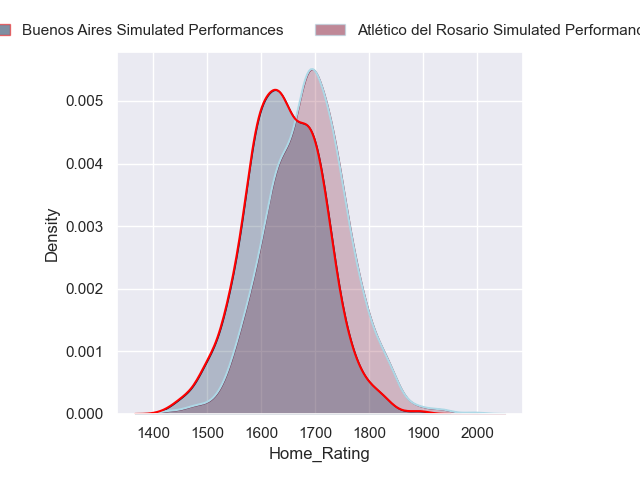 Buenos Aires Simulated Performances
Atlético del Rosario Simulated Performanc
0.005
0.004
0.003
0.002
0.001
0.000
Density
1400 1500 1600 1700 1800 1900 2000
Home_Rating